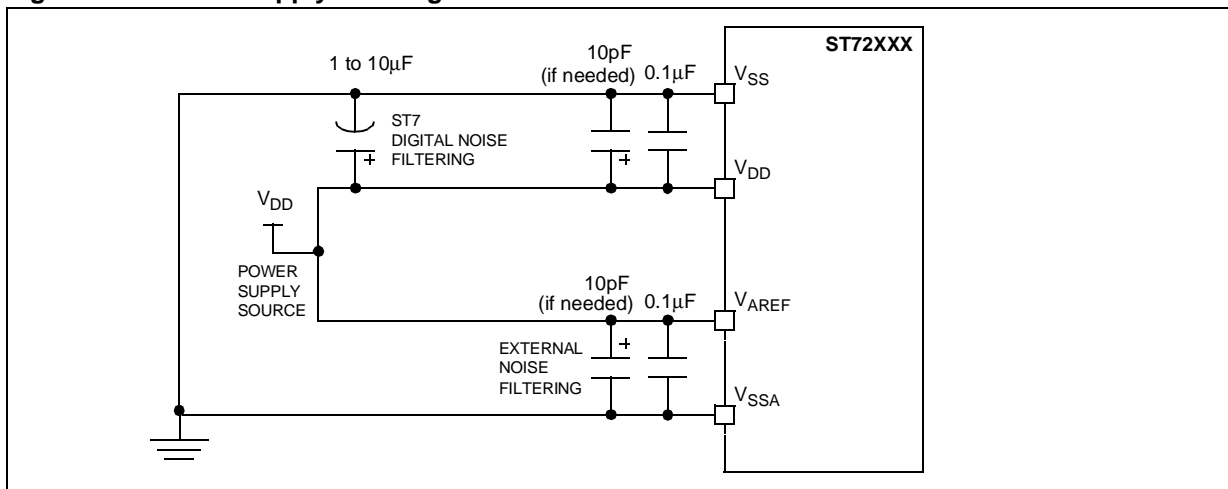 ST72XXX
10pF
(if needed) 0.1μF
1 to 10μF
VSS
ST7
DIGITAL NOISE
+ FILTERING
+
VDD
VDD
POWER
SUPPLY
SOURCE
10pF
(if needed) 0.1μF
VAREF
+
EXTERNAL
NOISE
FILTERING
VSSA